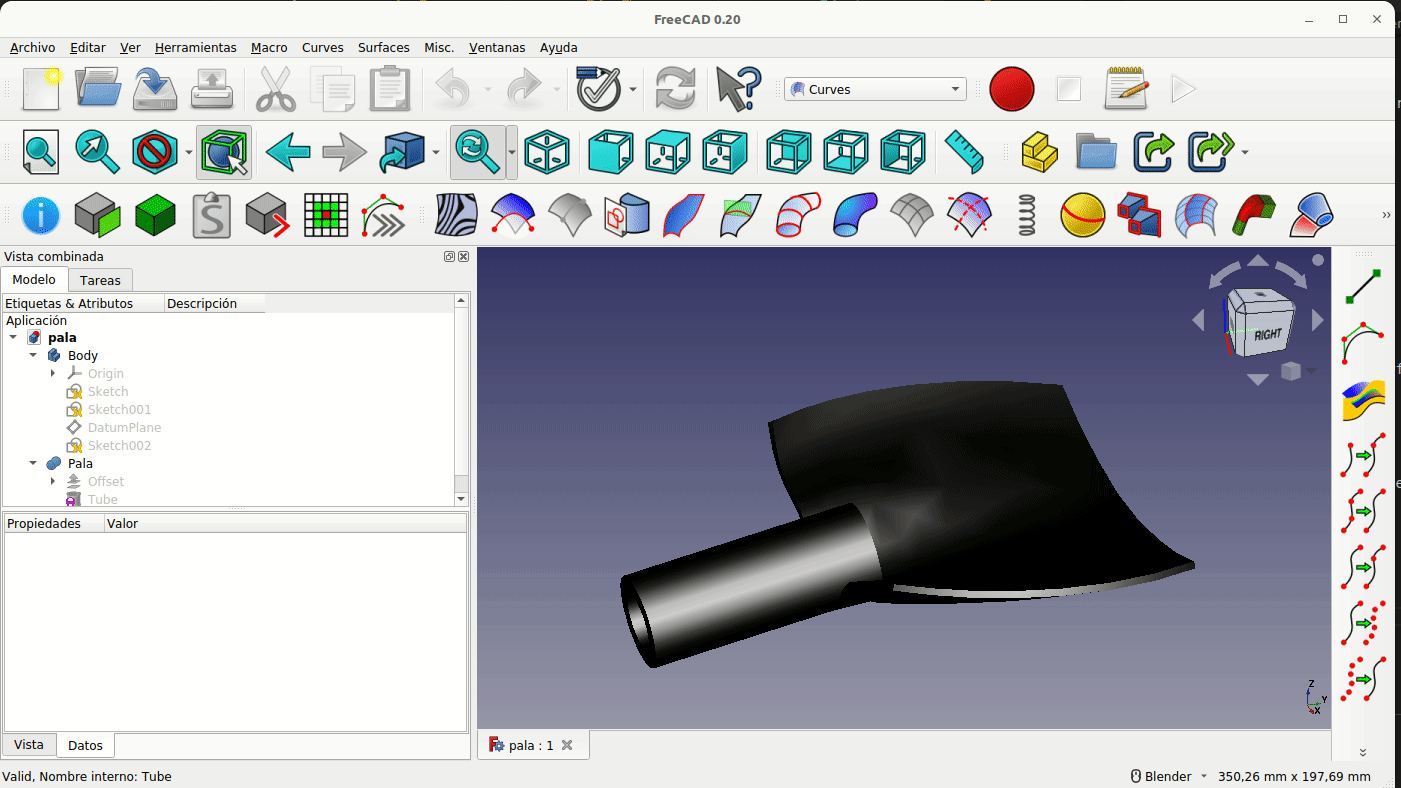 FreeCAD 0.20
Archivo Editar Ver Herramientas Macro Curves Surfaces Misc. Ventanas Ayuda
Curves
Vista combinada
Modelo Tareas
Etiquetas & Atributos Descripción
Aplicación
pala
Body
Origin
Sketch
Sketch001
DatumPlane
Sketch002
Pala
Offset
Tube
Propiedades Valor
Vista Datos
RIGHT
Z
Y
X
pala : 1
Valid, Nombre interno: Tube
Blender 350,26 mm x 197,69 mm